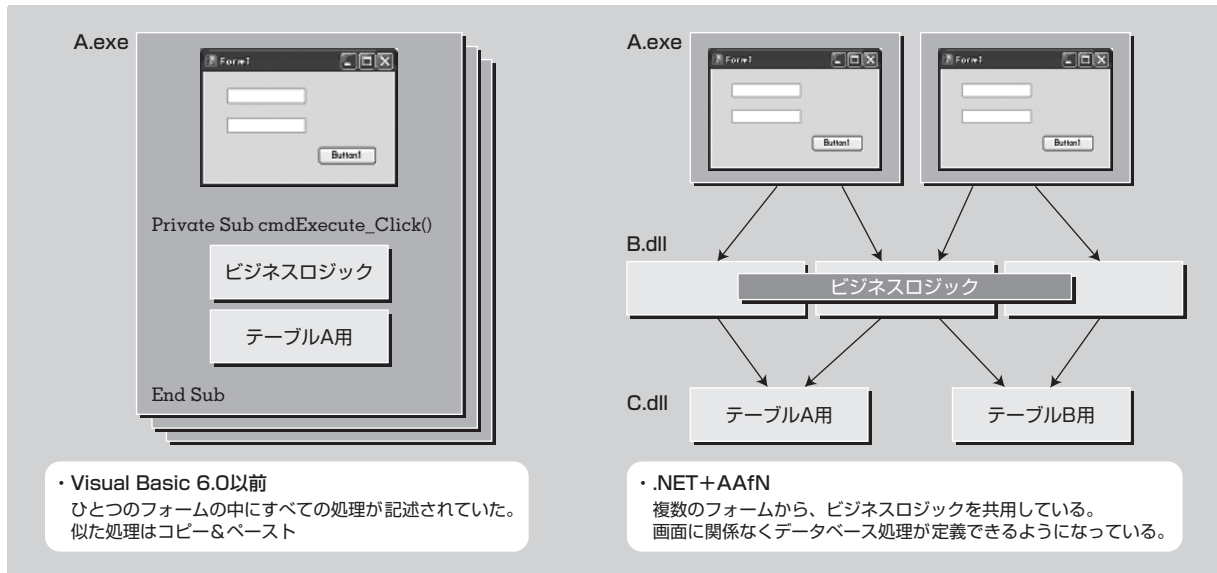 A.exe
Form1
Button1
Private Sub cmdExecute_Click()
ビジネスロジック
テーブルA用
End Sub
・Visual Basic 6.0以前
ひとつのフォームの中にすべての処理が記述されていた。
似た処理はコピー＆ペースト
A.exe
Form1
Button1
Form1
Button1
B.dll
ビジネスロジック
C.dll
テーブルA用
テーブルB用
・.NET＋AAfN
複数のフォームから、ビジネスロジックを共用している。
画面に関係なくデータベース処理が定義できるようになっている。